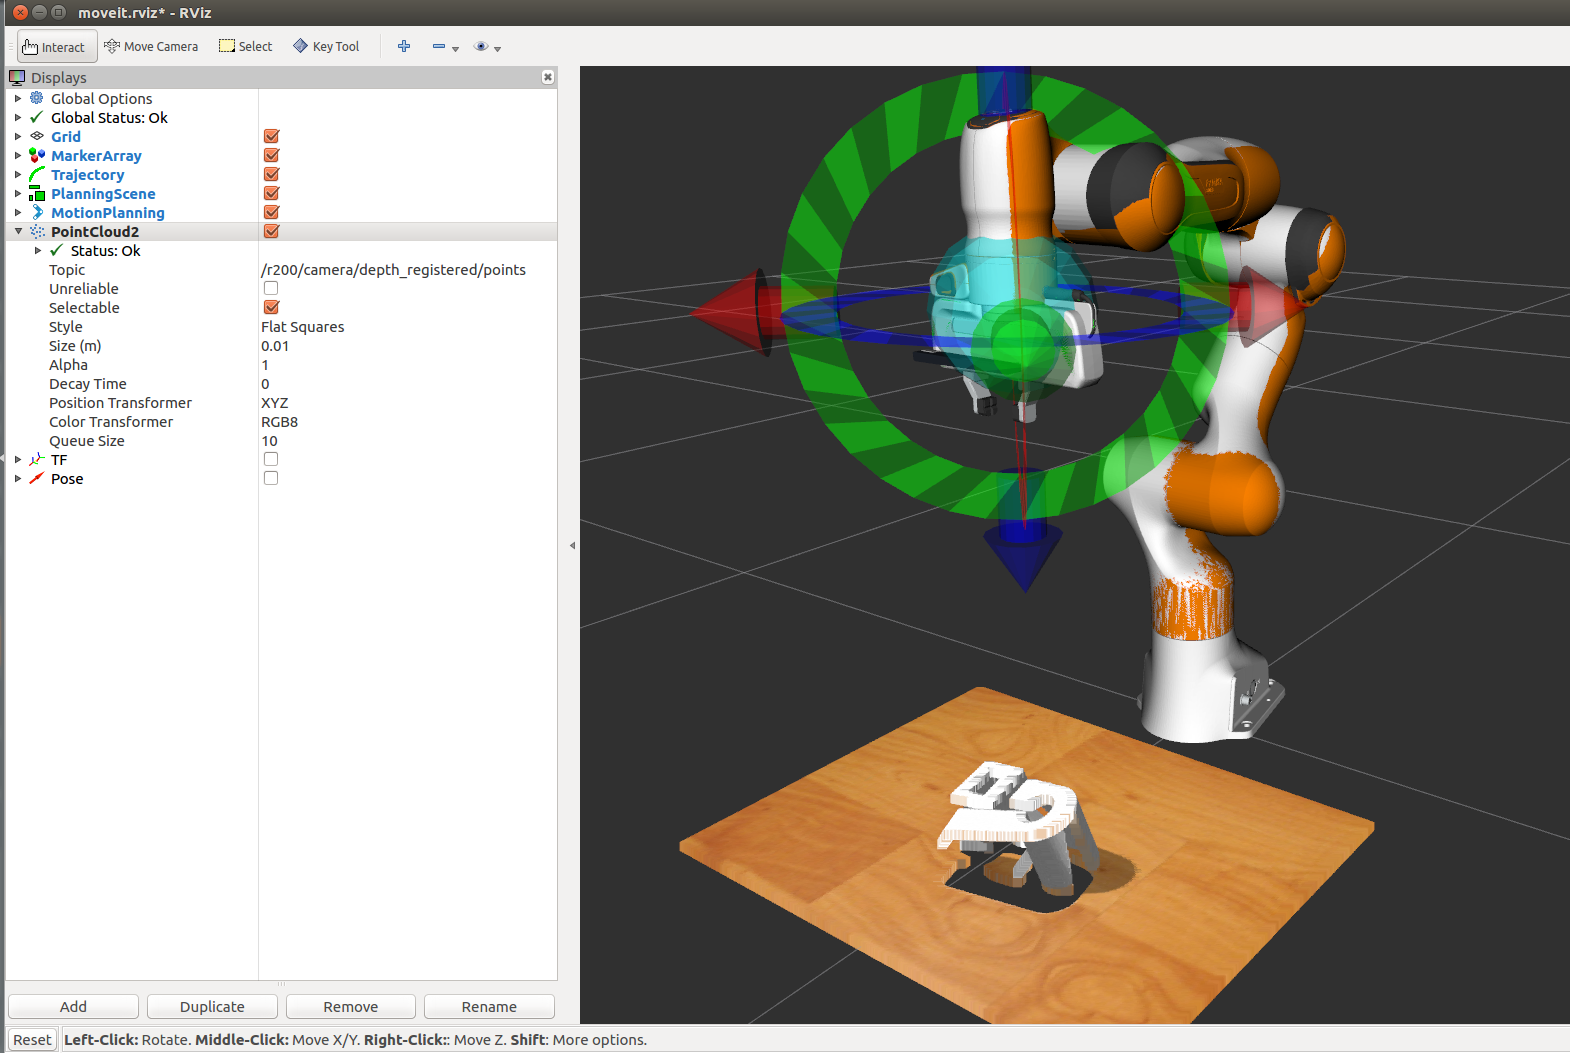 moveit.rviz* - RViz
Interact Move Camera Select Key Tool
Displays
Global Options
Global Status: Ok
Grid
MarkerArray
Trajectory
PlanningScene
MotionPlanning
PointCloud2
Status: Ok
Topic /r200/camera/depth_registered/points
Unreliable
Selectable
Style Flat Squares
Size (m) 0.01
Alpha 1
Decay Time 0
Position Transformer XYZ
Color Transformer RGB8
Queue Size 10
TF
Pose
Add Duplicate Remove Rename
Reset Left-Click: Rotate. Middle-Click: Move X/Y. Right-Click:: Move Z. Shift: More options.